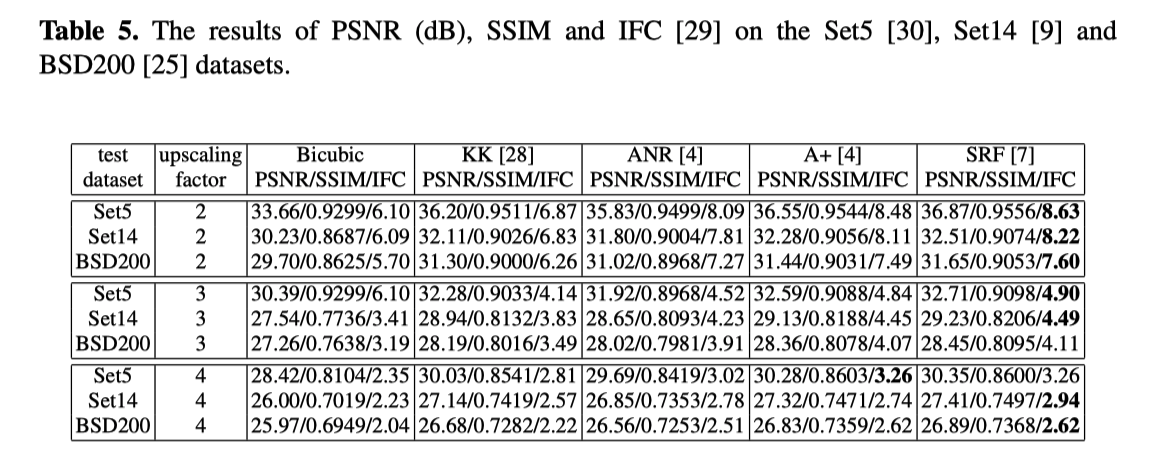 Table 5. The results of PSNR (dB), SSIM and IFC [29] on the Set5 [30], Set14 [9] and
BSD200 [25] datasets.
test upscaling Bicubic KK [28] ANR [4] A+ [4] SRF [7]
dataset factor PSNR/SSIM/IFC PSNR/SSIM/IFC PSNR/SSIM/IFC PSNR/SSIM/IFC PSNR/SSIM/IFC
Set5 2 33.66/0.9299/6.10 36.20/0.9511/6.87 35.83/0.9499/8.09 36.55/0.9544/8.48 36.87/0.9556/8.63
Set14 2 30.23/0.8687/6.09 32.11/0.9026/6.83 31.80/0.9004/7.81 32.28/0.9056/8.11 32.51/0.9074/8.22
BSD200 2 29.70/0.8625/5.70 31.30/0.9000/6.26 31.02/0.8968/7.27 31.44/0.9031/7.49 31.65/0.9053/7.60
Set5 3 30.39/0.9299/6.10 32.28/0.9033/4.14 31.92/0.8968/4.52 32.59/0.9088/4.84 32.71/0.9098/4.90
Set14 3 27.54/0.7736/3.41 28.94/0.8132/3.83 28.65/0.8093/4.23 29.13/0.8188/4.45 29.23/0.8206/4.49
BSD200 3 27.26/0.7638/3.19 28.19/0.8016/3.49 28.02/0.7981/3.91 28.36/0.8078/4.07 28.45/0.8095/4.11
Set5 4 28.42/0.8104/2.35 30.03/0.8541/2.81 29.69/0.8419/3.02 30.28/0.8603/3.26 30.35/0.8600/3.26
Set14 4 26.00/0.7019/2.23 27.14/0.7419/2.57 26.85/0.7353/2.78 27.32/0.7471/2.74 27.41/0.7497/2.94
BSD200 4 25.97/0.6949/2.04 26.68/0.7282/2.22 26.56/0.7253/2.51 26.83/0.7359/2.62 26.89/0.7368/2.62